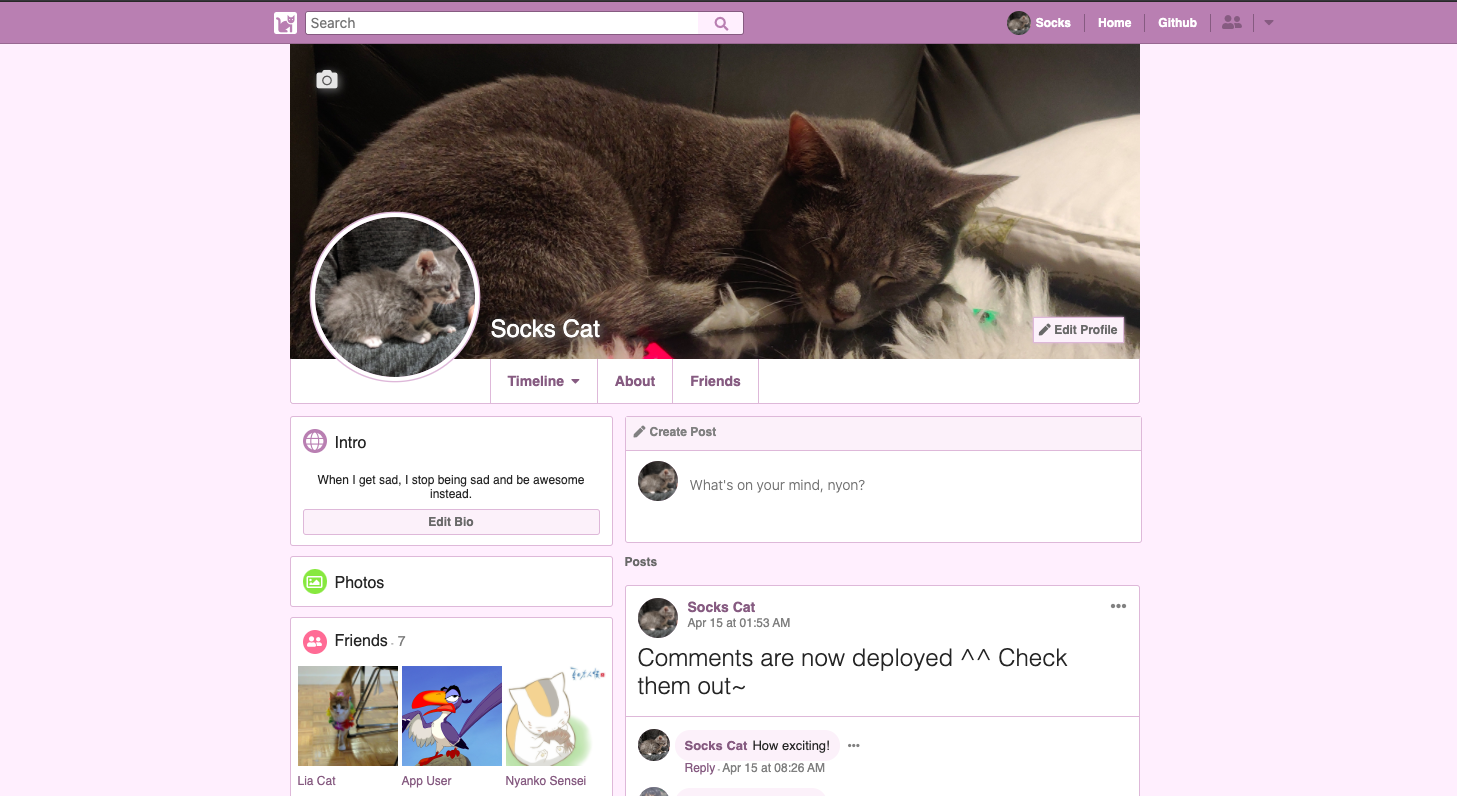 Search
Socks
Home
Github
Socks Cat
Edit Profile
Timeline
About
Friends
Intro
When I get sad, I stop being sad and be awesome
instead.
Edit Bio
Photos
Friends · 7
Lia Cat
App User
Nyanko Sensei
Create Post
What's on your mind, nyon?
Posts
Socks Cat
Apr 15 at 01:53 AM
Comments are now deployed ^^ Check
them out~
Socks Cat How exciting!
Reply · Apr 15 at 08:26 AM